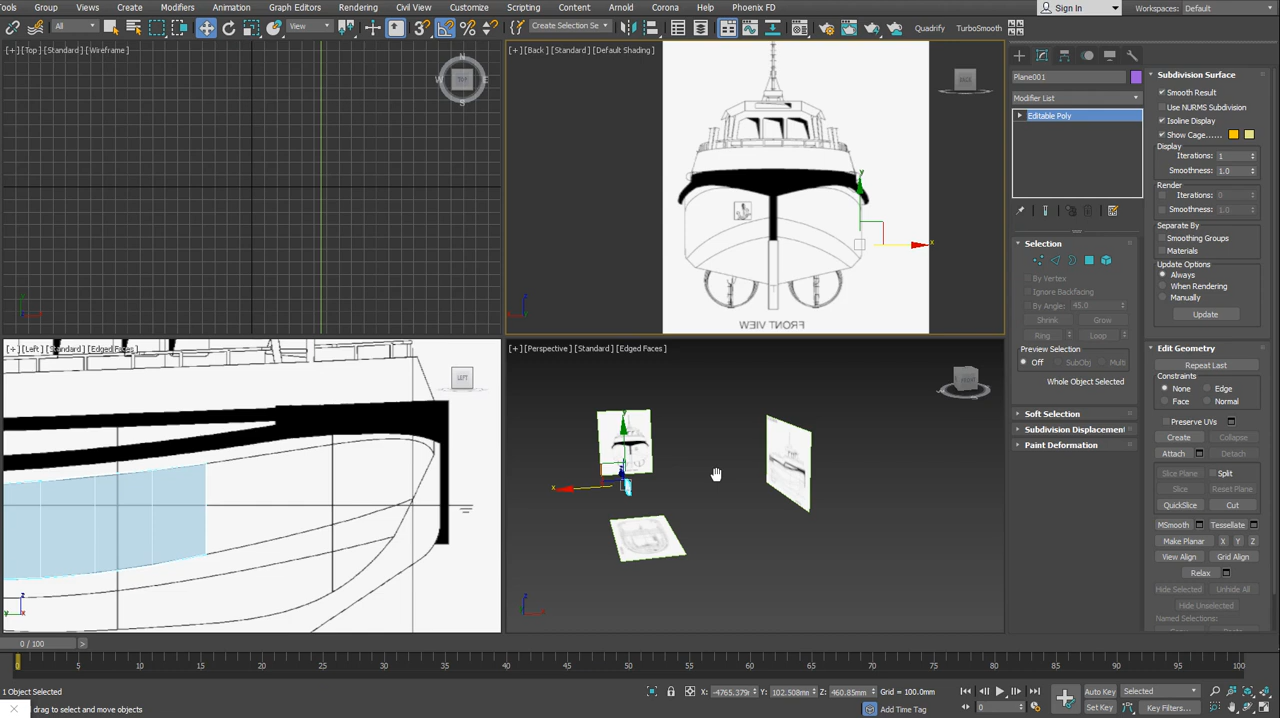 Tools Group Views Create Modifiers Animation Graph Editors Rendering Civil View Customize Scripting Content Arnold Corona Help Phoenix FD Sign In Workspaces: Default
All View Create Selection Se Quadrify TurboSmooth
[+] [Top] [Standard] [Wireframe]
N
W TOP E
S
[+] [Back] [Standard] [Default Shading]
BACK
FRONT VIEW
y
x
z
[+] [Left] [Standard] [Edged Faces]
LEFT
[+] [Perspective] [Standard] [Edged Faces]
FRONT
x
z
Plane001
Modifier List
Editable Poly
Selection
By Vertex
Ignore Backfacing
By Angle: 45.0
Shrink Grow
Ring Loop
Preview Selection
Off SubObj Multi
Whole Object Selected
Soft Selection
Subdivision Displacement
Paint Deformation
Subdivision Surface
Smooth Result
Use NURMS Subdivision
Isoline Display
Show Cage......
Display
Iterations: 1
Smoothness: 1.0
Render
Iterations: 0
Smoothness: 1.0
Separate By
Smoothing Groups
Materials
Update Options
Always
When Rendering
Manually
Update
Edit Geometry
Repeat Last
Constraints
None Edge
Face Normal
Preserve UVs
Create Collapse
Attach Detach
Slice Plane Split
Slice Reset Plane
QuickSlice Cut
MSmooth Tessellate
Make Planar X Y Z
View Align Grid Align
Relax
Hide Selected Unhide All
Hide Unselected
Named Selections:
0 / 100 >
0 5 10 15 20 25 30 35 40 45 50 55 60 65 70 75 80 85 90 95 100
1 Object Selected X: -4765.379 Y: 102.508mm Z: 460.85mm Grid = 100.0mm Auto Key Selected
drag to select and move objects Add Time Tag 0 Set Key Key Filters...